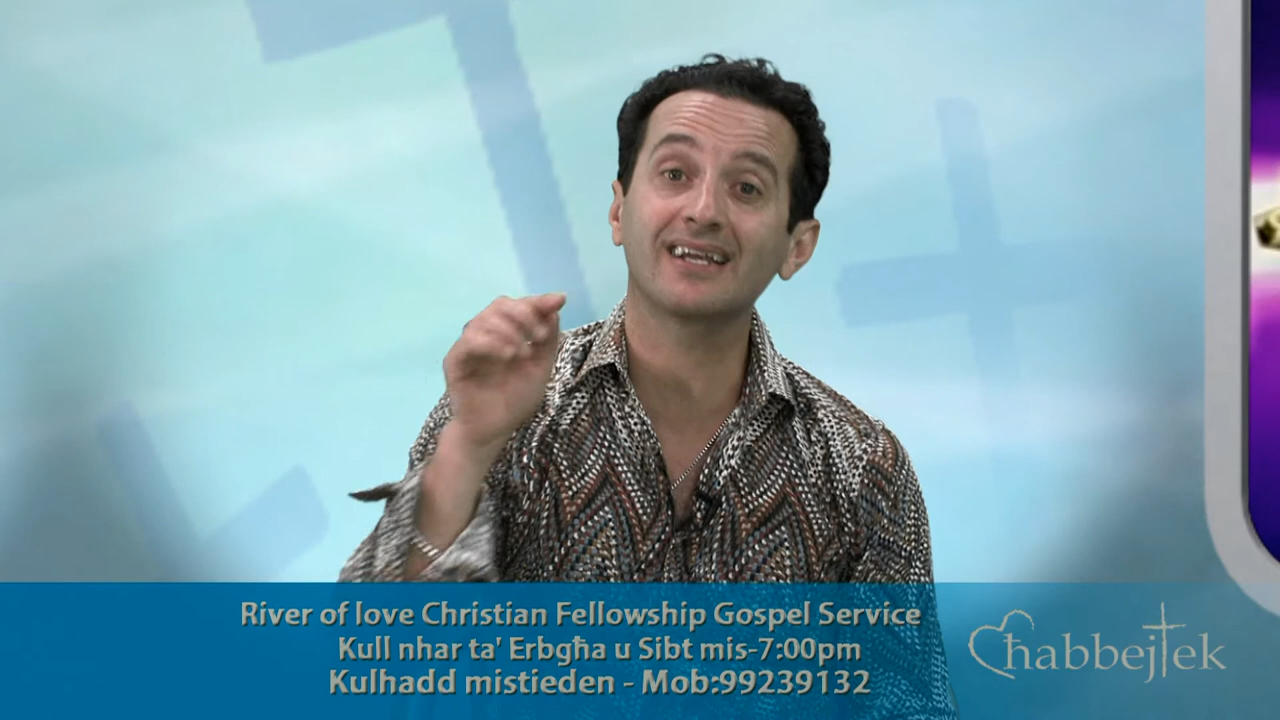 River of love Christian Fellowship Gospel Service
Kull nhar ta' Erbgħa u Sibt mis-7:00pm
Kulhadd mistieden - Mob:99239132
Ħabbejtek